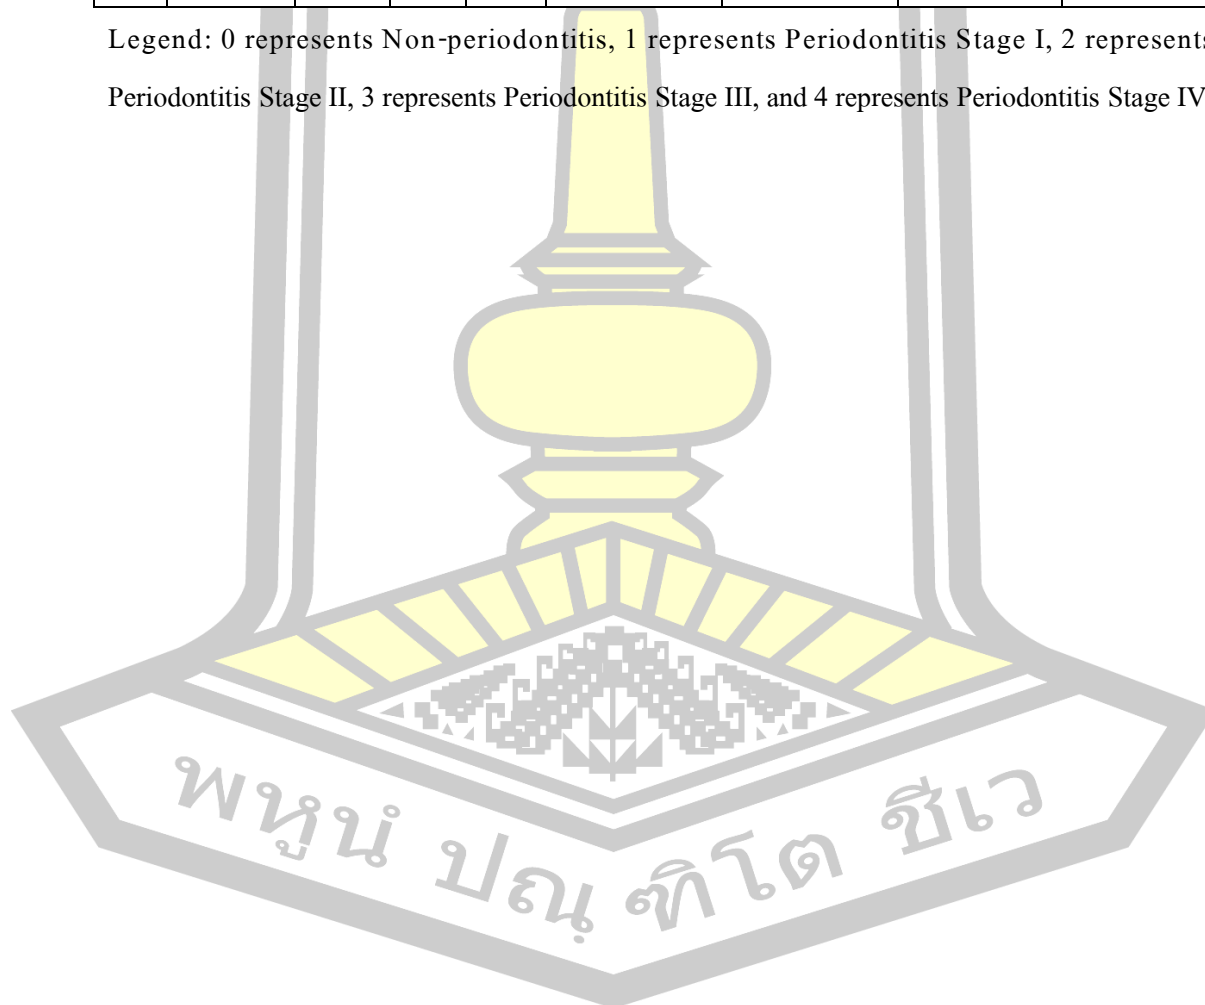 Legend: 0 represents Non-periodontitis, 1 represents Periodontitis Stage I, 2 represents
Periodontitis Stage II, 3 represents Periodontitis Stage III, and 4 represents Periodontitis Stage IV
พหูนํ ปณฺ ฑิโต ชีเว